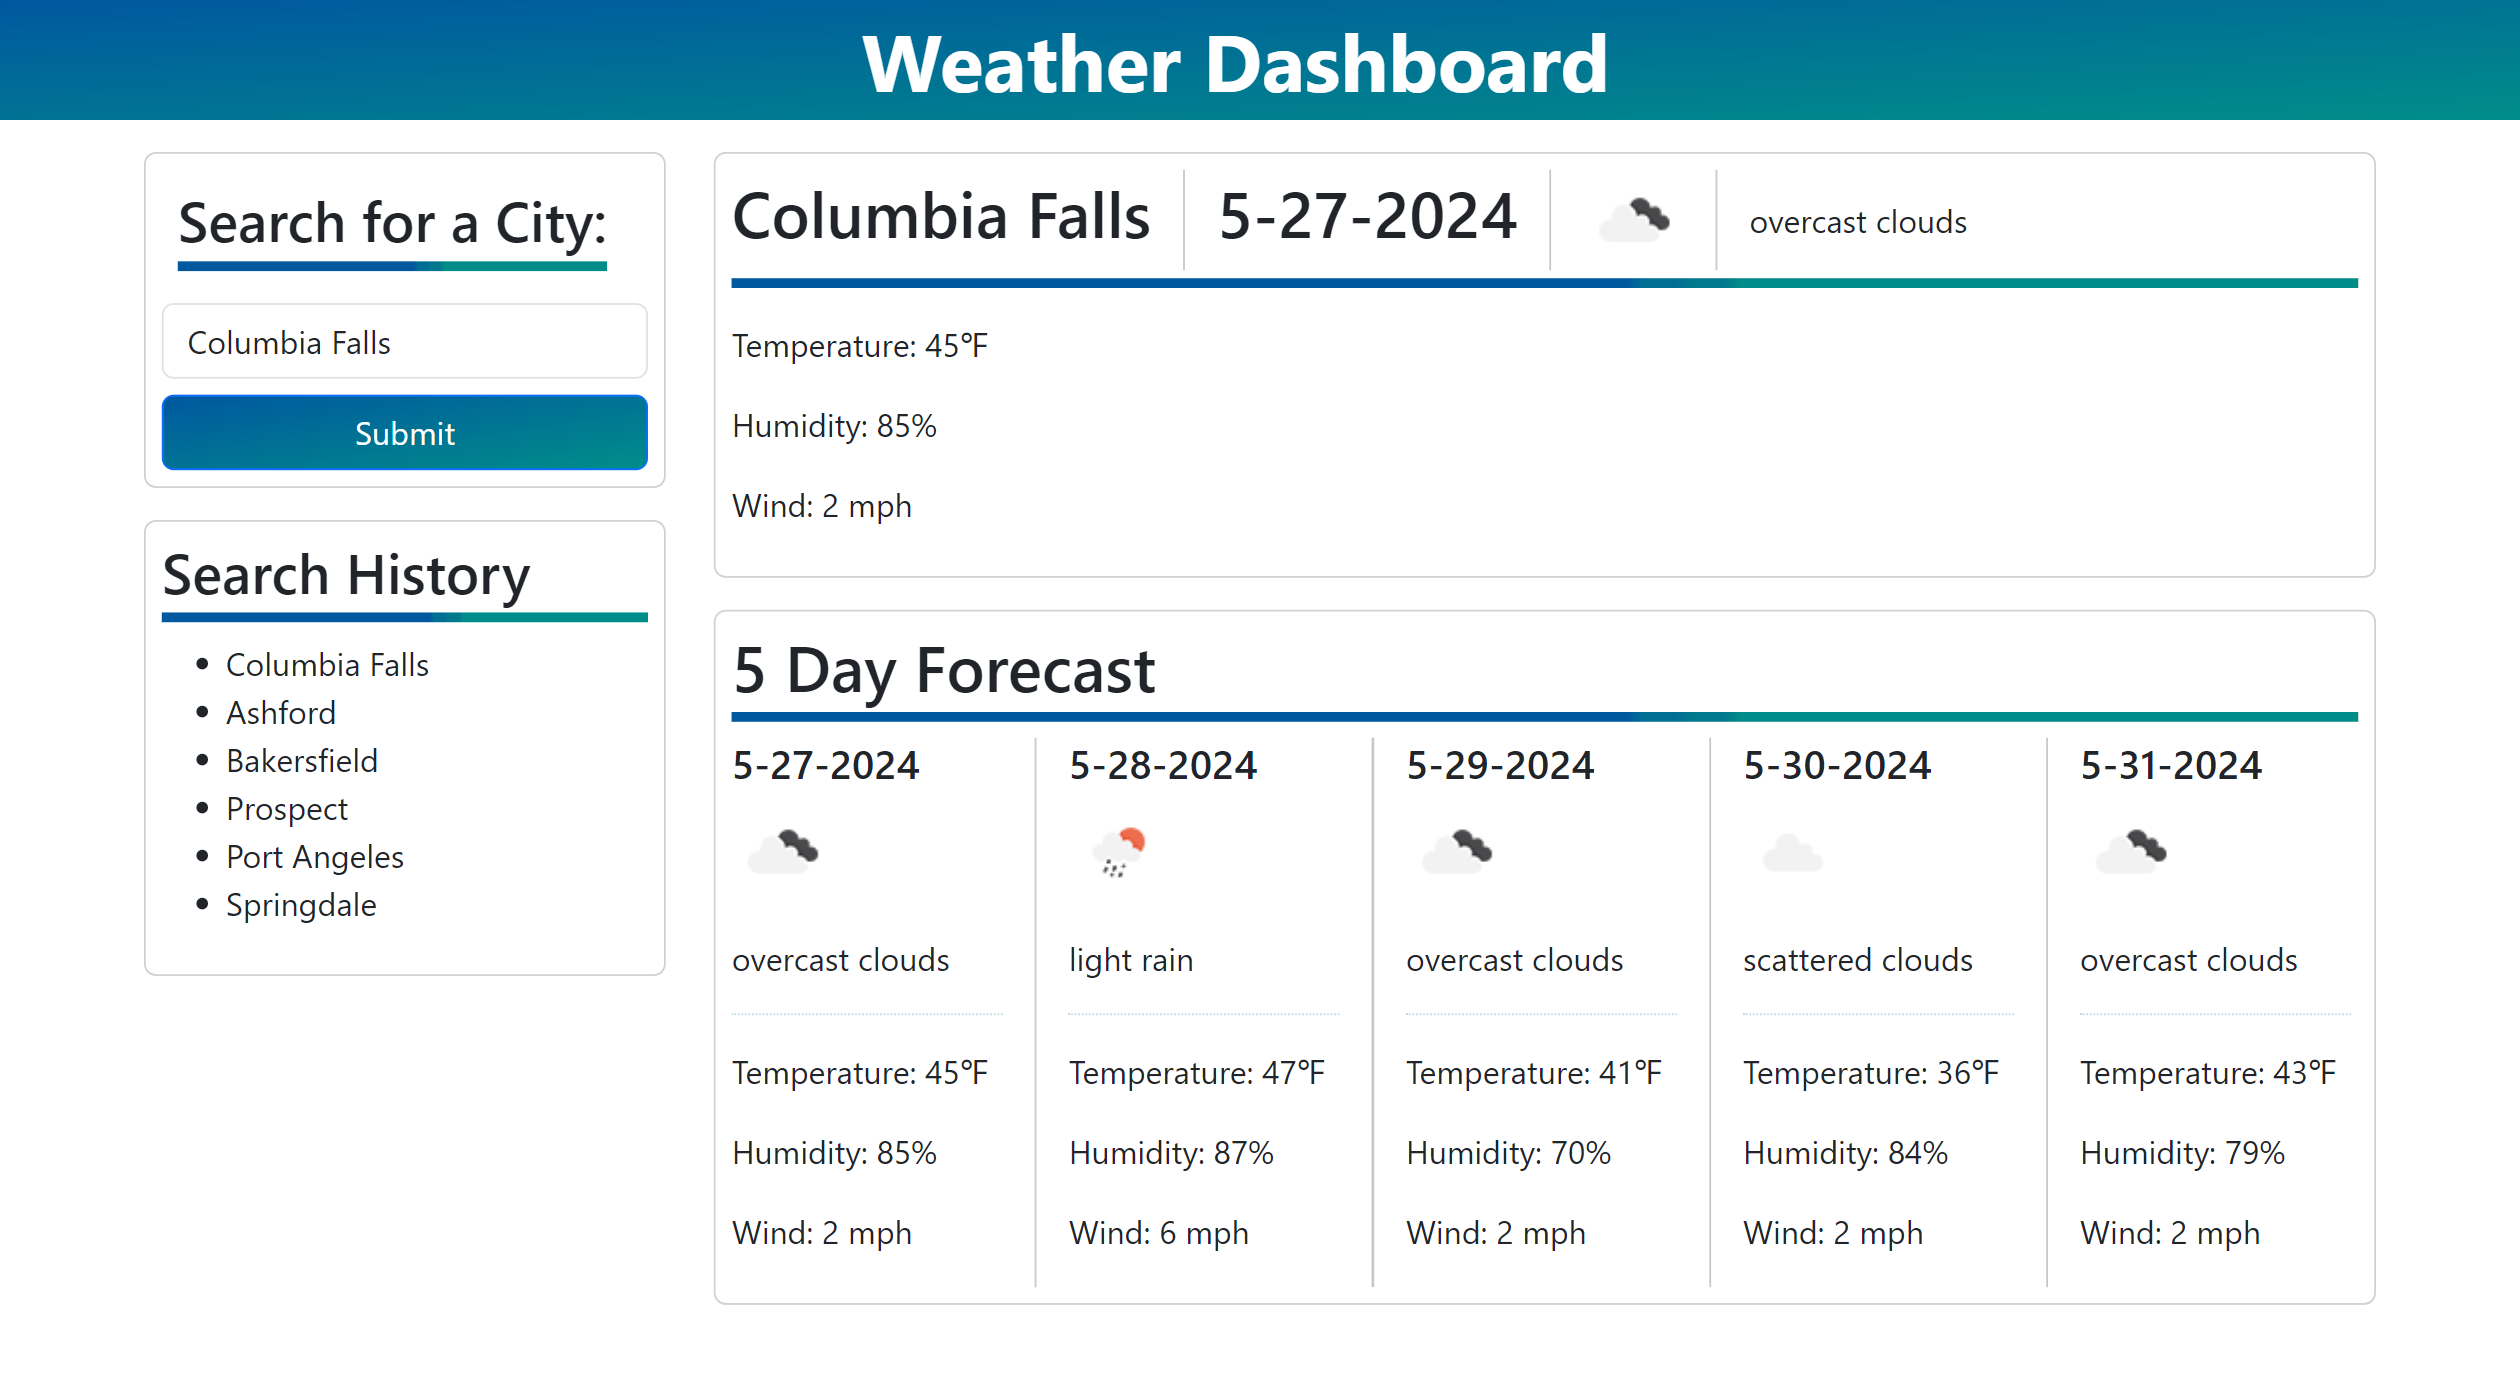 Weather Dashboard
Search for a City:
Columbia Falls
Submit
Search History
Columbia Falls
Ashford
Bakersfield
Prospect
Port Angeles
Springdale
Columbia Falls 5-27-2024 overcast clouds
Temperature: 45°F
Humidity: 85%
Wind: 2 mph
5 Day Forecast
5-27-2024
overcast clouds
Temperature: 45°F
Humidity: 85%
Wind: 2 mph
5-28-2024
light rain
Temperature: 47°F
Humidity: 87%
Wind: 6 mph
5-29-2024
overcast clouds
Temperature: 41°F
Humidity: 70%
Wind: 2 mph
5-30-2024
scattered clouds
Temperature: 36°F
Humidity: 84%
Wind: 2 mph
5-31-2024
overcast clouds
Temperature: 43°F
Humidity: 79%
Wind: 2 mph